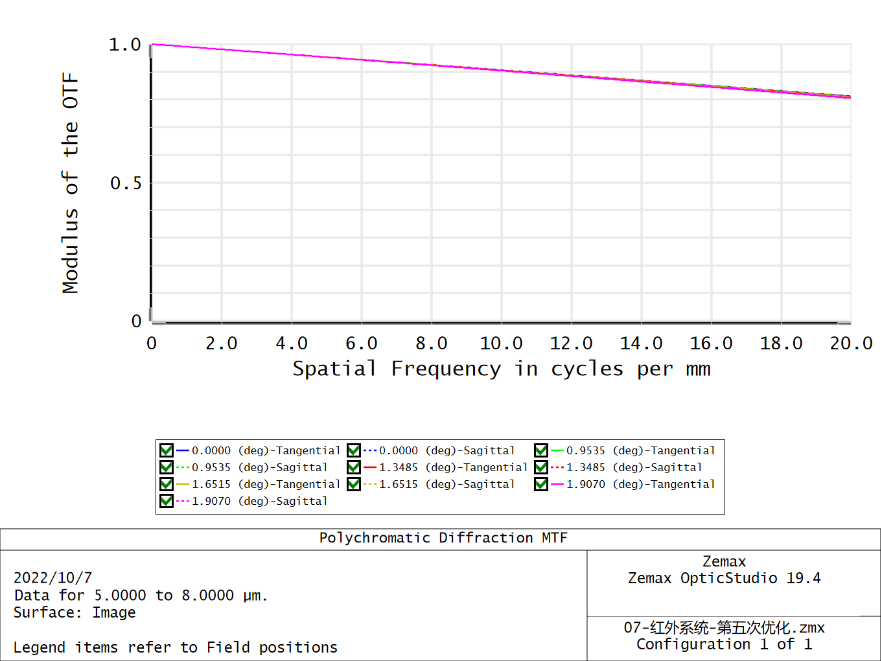 1.0
0.5
0
Modulus of the OTF
0 2.0 4.0 6.0 8.0 10.0 12.0 14.0 16.0 18.0 20.0
Spatial Frequency in cycles per mm
0.0000 (deg)-Tangential 0.0000 (deg)-Sagittal 0.9535 (deg)-Tangential
0.9535 (deg)-Sagittal 1.3485 (deg)-Tangential 1.3485 (deg)-Sagittal
1.6515 (deg)-Tangential 1.6515 (deg)-Sagittal 1.9070 (deg)-Tangential
1.9070 (deg)-Sagittal
Polychromatic Diffraction MTF
2022/10/7
Data for 5.0000 to 8.0000 µm.
Surface: Image
Legend items refer to Field positions
Zemax
Zemax OpticStudio 19.4
07-红外系统-第五次优化.zmx
Configuration 1 of 1